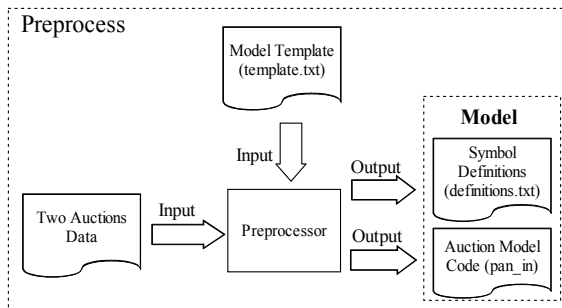 Preprocess
Model Template
(template.txt)
Input
Model
Symbol
Definitions
(definitions.txt)
Output
Two Auctions
Data
Input
Preprocessor
Output
Auction Model
Code (pan_in)